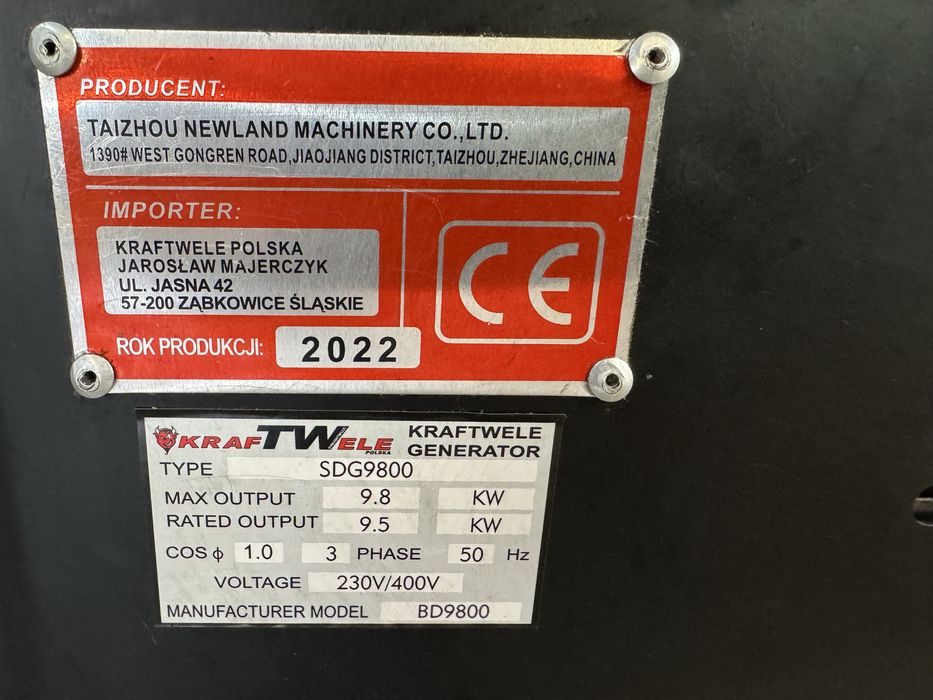 PRODUCENT:
TAIZHOU NEWLAND MACHINERY CO.,LTD.
1390# WEST GONGREN ROAD,JIAOJIANG DISTRICT,TAIZHOU,ZHEJIANG,CHINA
IMPORTER:
KRAFTWELE POLSKA
JAROSŁAW MAJERCZYK
UL. JASNA 42
57-200 ZĄBKOWICE ŚLĄSKIE
CE
ROK PRODUKCJI: 2022
KRAFTWELE
POLSKA
KRAFTWELE
GENERATOR
TYPE SDG9800
MAX OUTPUT 9.8 KW
RATED OUTPUT 9.5 KW
COS ϕ 1.0 3 PHASE 50 Hz
VOLTAGE 230V/400V
MANUFACTURER MODEL BD9800